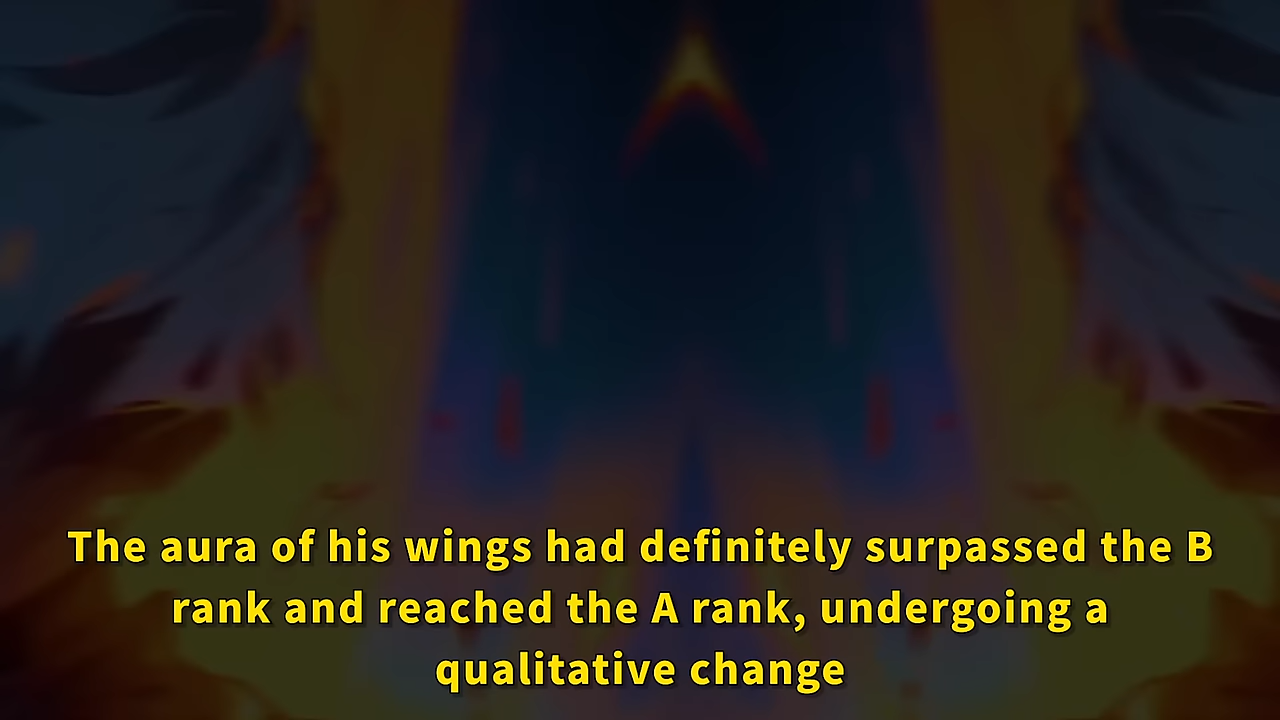 The aura of his wings had definitely surpassed the B
rank and reached the A rank, undergoing a
qualitative change